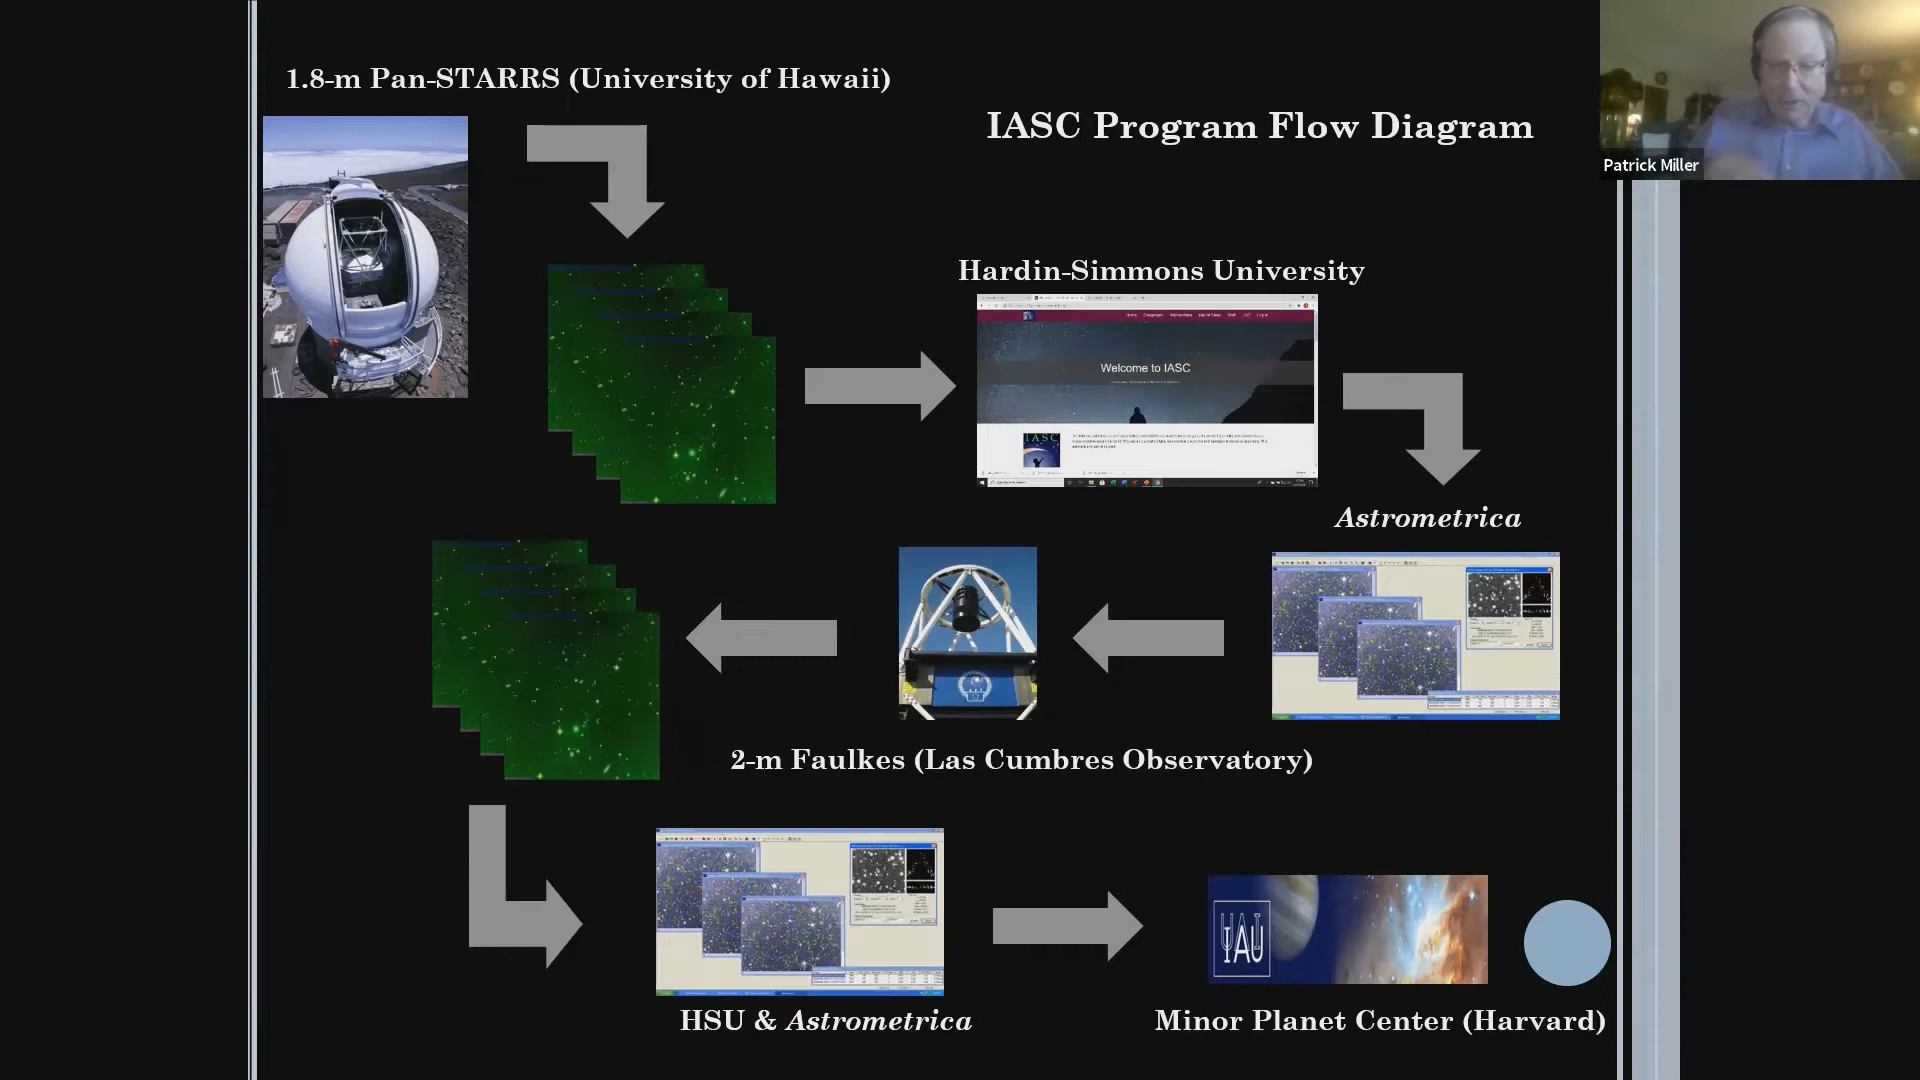 1.8-m Pan-STARRS (University of Hawaii)
IASC Program Flow Diagram
Patrick Miller
Hardin-Simmons University
Welcome to IASC
IASC
Astrometrica
2-m Faulkes (Las Cumbres Observatory)
IAU
HSU & Astrometrica
Minor Planet Center (Harvard)